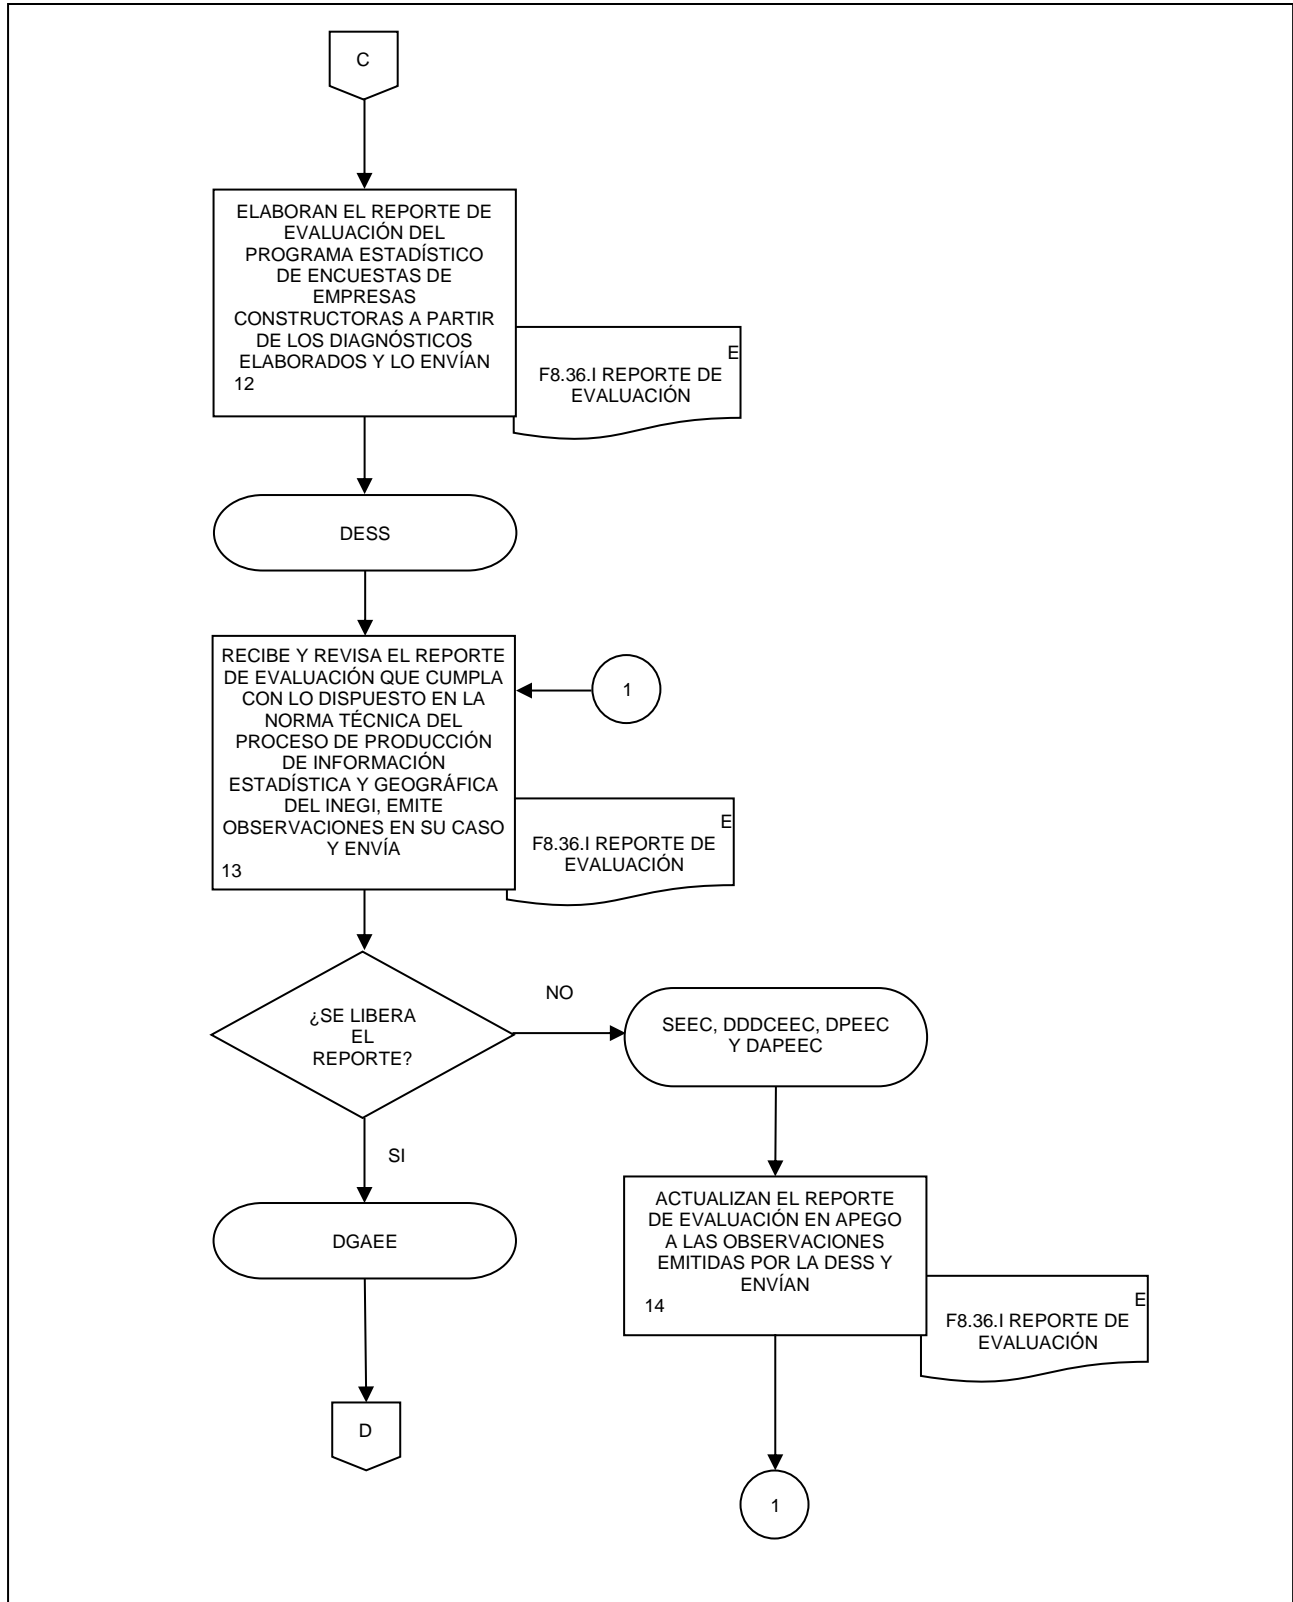 C
ELABORAN EL REPORTE DE
EVALUACIÓN DEL
PROGRAMA ESTADÍSTICO
DE ENCUESTAS DE
EMPRESAS
CONSTRUCTORAS A PARTIR
DE LOS DIAGNÓSTICOS
ELABORADOS Y LO ENVÍAN
12
E
F8.36.I REPORTE DE
EVALUACIÓN
DESS
RECIBE Y REVISA EL REPORTE
DE EVALUACIÓN QUE CUMPLA
CON LO DISPUESTO EN LA
NORMA TÉCNICA DEL
PROCESO DE PRODUCCIÓN
DE INFORMACIÓN
ESTADÍSTICA Y GEOGRÁFICA
DEL INEGI, EMITE
OBSERVACIONES EN SU CASO
Y ENVÍA
13
1
E
F8.36.I REPORTE DE
EVALUACIÓN
¿SE LIBERA
EL
REPORTE?
NO
SEEC, DDDCEEC, DPEEC
Y DAPEEC
SI
DGAEE
ACTUALIZAN EL REPORTE
DE EVALUACIÓN EN APEGO
A LAS OBSERVACIONES
EMITIDAS POR LA DESS Y
ENVÍAN
14
E
F8.36.I REPORTE DE
EVALUACIÓN
D
1